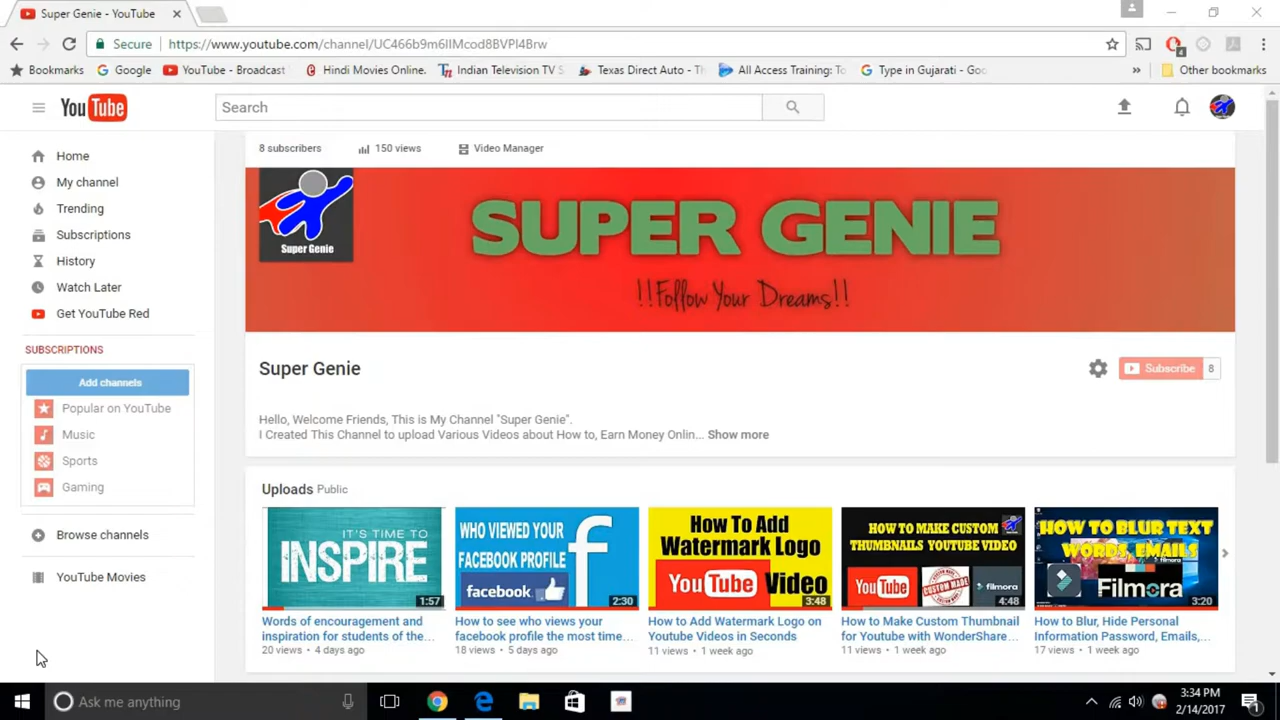 Super Genie - YouTube
Secure
https://www.youtube.com/channel/UC466b9m6IIMcod8BVPl4Brw
4
Bookmarks
Google
YouTube - Broadcast
Hindi Movies Online.
Indian Television TV S
Texas Direct Auto - Th
All Access Training: To
Type in Gujarati - Goo
»
Other bookmarks
YouTube
Search
Home
My channel
Trending
Subscriptions
History
Watch Later
Get YouTube Red
SUBSCRIPTIONS
Add channels
Popular on YouTube
Music
Sports
Gaming
Browse channels
YouTube Movies
8 subscribers
150 views
Video Manager
Super Genie
SUPER GENIE
!!Follow Your Dreams!!
Super Genie
Subscribe
8
Hello, Welcome Friends, This is My Channel "Super Genie".
I Created This Channel to upload Various Videos about How to, Earn Money Onlin... Show more
Uploads Public
IT'S TIME TO
INSPIRE
1:57
Words of encouragement and
inspiration for students of the...
20 views • 4 days ago
WHO VIEWED YOUR
FACEBOOK PROFILE
facebook
f
2:30
How to see who views your
facebook profile the most time...
18 views • 5 days ago
How To Add
Watermark Logo
YouTube Video
3:48
How to Add Watermark Logo on
Youtube Videos in Seconds
11 views • 1 week ago
HOW TO MAKE CUSTOM
THUMBNAILS YOUTUBE VIDEO
YouTube
CUSTOM MADE
filmora
4:48
How to Make Custom Thumbnail
for Youtube with WonderShare...
11 views • 1 week ago
HOW TO BLUR TEXT
WORDS, EMAILS
Filmora
3:20
How to Blur, Hide Personal
Information Password, Emails,...
17 views • 1 week ago
Ask me anything
3:34 PM
2/14/2017
1